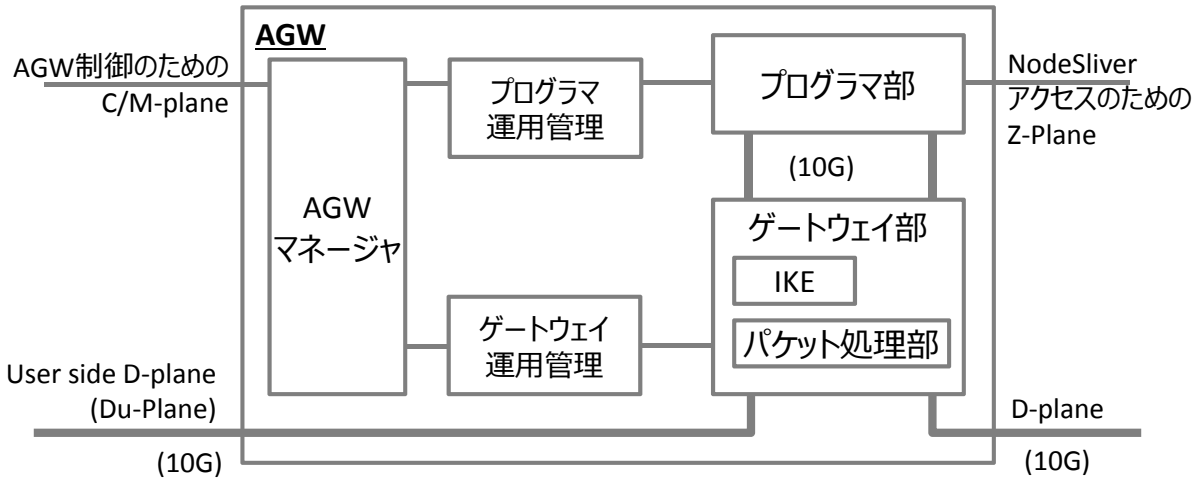 AGW
AGW制御のための
C/M-plane
プログラマ
運用管理
プログラマ部
NodeSliver
アクセスのための
Z-Plane
(10G)
AGW
マネージャ
ゲートウェイ部
IKE
パケット処理部
ゲートウェイ
運用管理
User side D-plane
(Du-Plane)
(10G)
D-plane
(10G)